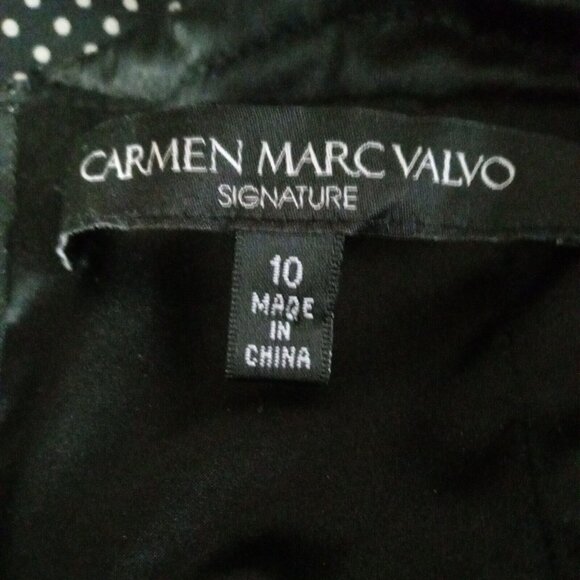 CARMEN MARC VALVO
SIGNATURE
10
MADE
IN
CHINA